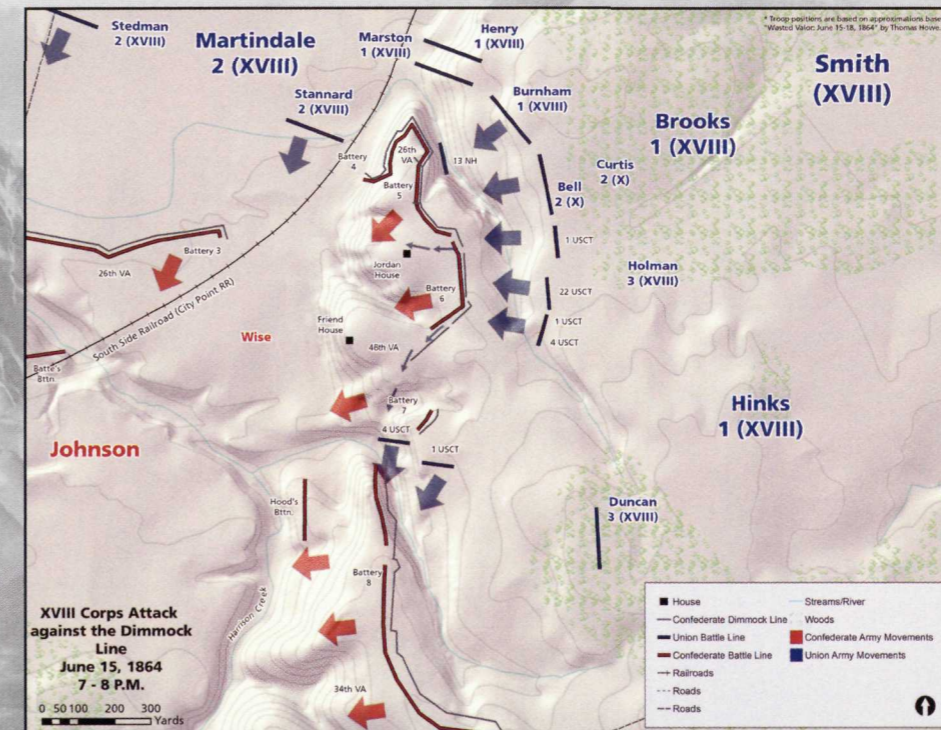 * Troop positions are based on approximations base
"Wasted Valor: June 15-18, 1864" by Thomas Howe.
Stedman
2 (XVIII)
Martindale
2 (XVIII)
Marston
1 (XVIII)
Henry
1 (XVIII)
Smith
(XVIII)
Stannard
2 (XVIII)
Burnham
1 (XVIII)
Brooks
1 (XVIII)
Battery
4
26th
VA
13 NH
Curtis
2 (X)
Battery
5
Bell
2 (X)
Battery 3
26th VA
1 USCT
Jordan
House
Holman
3 (XVIII)
Battery
6
22 USCT
South Side Railroad (City Point RR)
Friend
House
1 USCT
4 USCT
Wise
46th VA
Batte's
Bttn.
Battery
7
Hinks
1 (XVIII)
4 USCT
1 USCT
Johnson
Hood's
Bttn.
Duncan
3 (XVIII)
Battery
8
Harrison Creek
34th VA
XVIII Corps Attack
against the Dimmock
Line
June 15, 1864
7 - 8 P.M.
0 50 100 200 300
Yards
House
Confederate Dimmock Line
Union Battle Line
Confederate Battle Line
Railroads
Roads
Roads
Streams/River
Woods
Confederate Army Movements
Union Army Movements